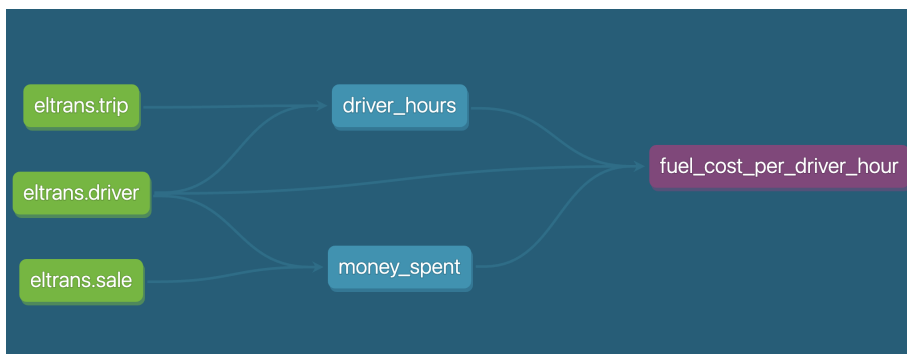 eltrans.trip
driver_hours
fuel_cost_per_driver_hour
eltrans.driver
money_spent
eltrans.sale